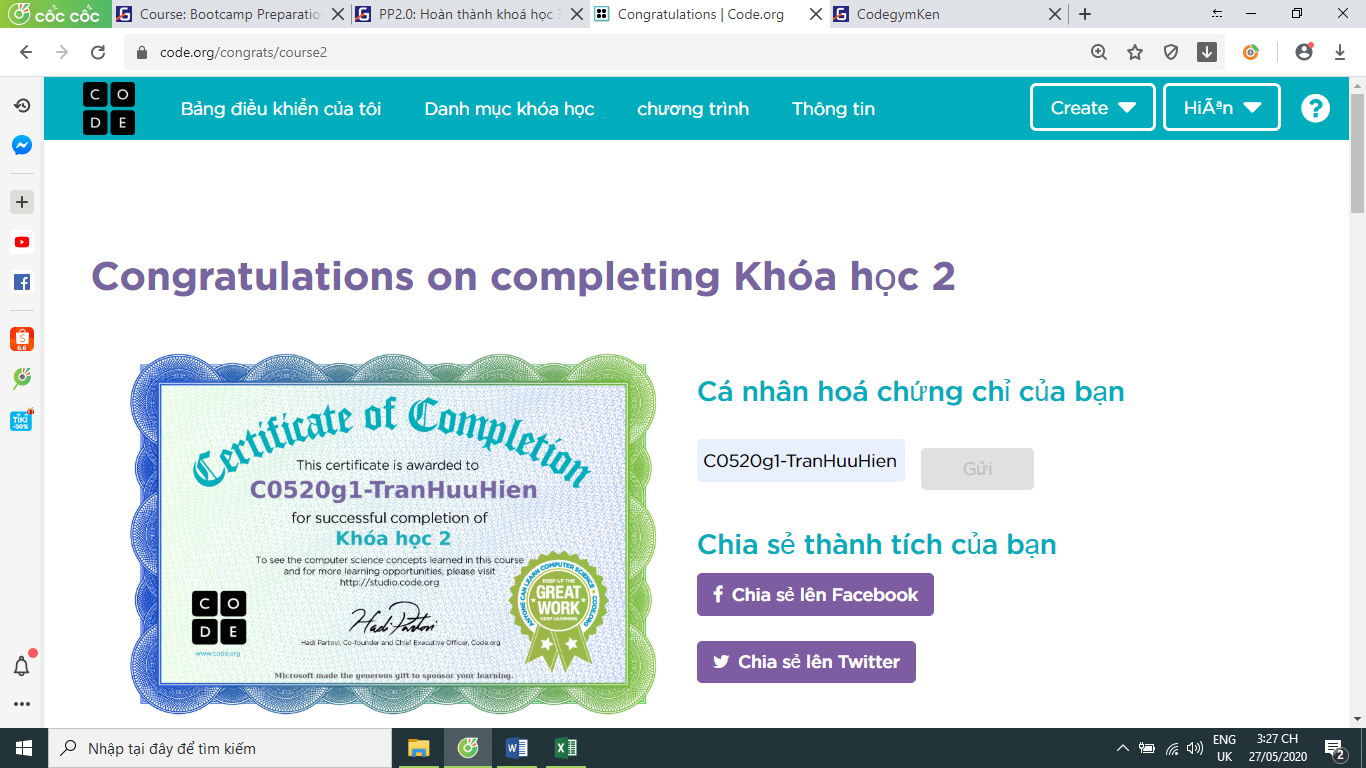 cốc cốc
Course: Bootcamp Preparation
PP2.0: Hoàn thành khoá học 3
Congratulations | Code.org
CodegymKen
code.org/congrats/course2
C O
D E
Bảng điều khiển của tôi
Danh mục khóa học
chương trình
Thông tin
Create
HiÃªn
?
Congratulations on completing Khóa học 2
Certificate of Completion
This certificate is awarded to
C0520g1-TranHuuHien
for successful completion of
Khóa học 2
To see the computer science concepts learned in this course
and for more learning opportunities, please visit
http://studio.code.org
C O
D E
www.code.org
Hadi Partovi
Hadi Partovi, Co-founder and Chief Executive Officer, Code.org
ANYONE CAN LEARN COMPUTER SCIENCE
CODE.ORG
KEEP UP THE
GREAT
WORK
KEEP LEARNING
Microsoft made the generous gift to sponsor your learning.
Cá nhân hoá chứng chỉ của bạn
C0520g1-TranHuuHien
Gửi
Chia sẻ thành tích của bạn
Chia sẻ lên Facebook
Chia sẻ lên Twitter
S
6.6
TIKI
-50%
Nhập tại đây để tìm kiếm
ENG
UK
3:27 CH
27/05/2020
2